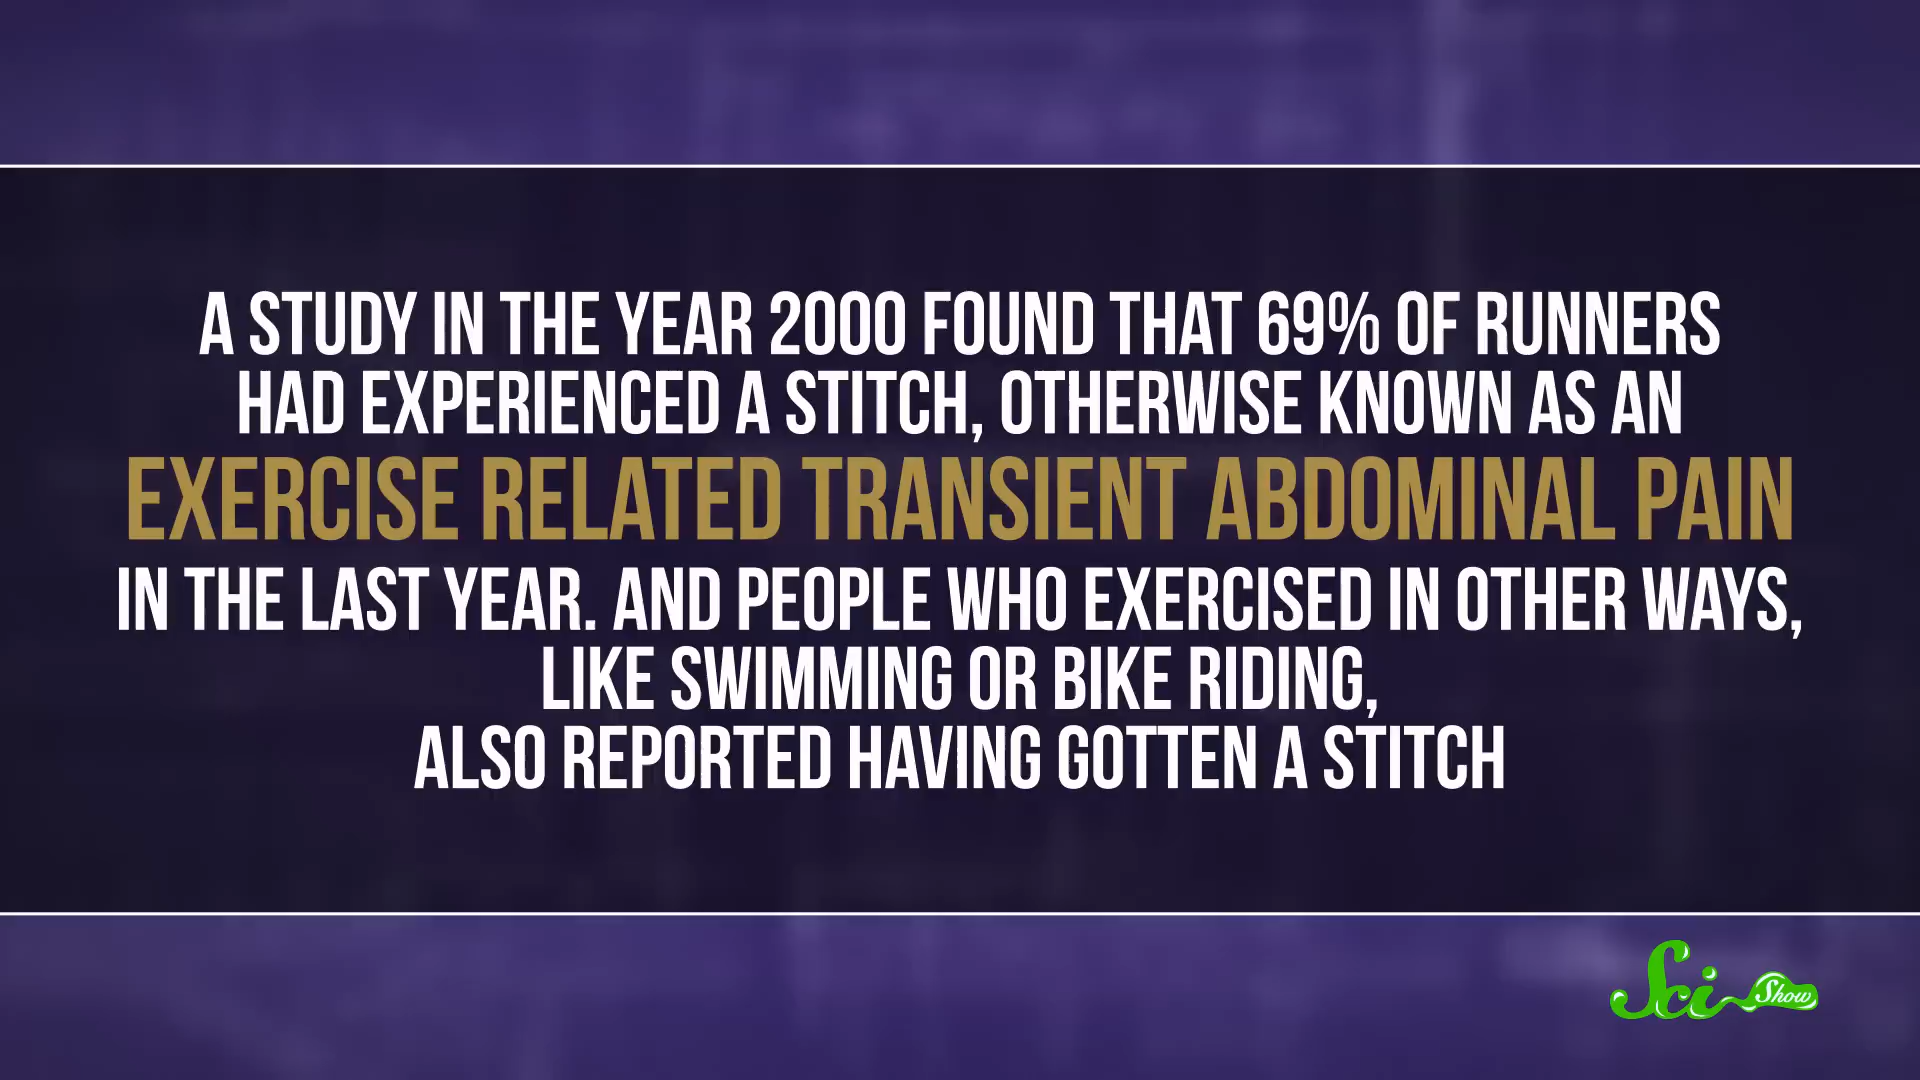 A STUDY IN THE YEAR 2000 FOUND THAT 69% OF RUNNERS
HAD EXPERIENCED A STITCH, OTHERWISE KNOWN AS AN
EXERCISE RELATED TRANSIENT ABDOMINAL PAIN
IN THE LAST YEAR. AND PEOPLE WHO EXERCISED IN OTHER WAYS,
LIKE SWIMMING OR BIKE RIDING,
ALSO REPORTED HAVING GOTTEN A STITCH
Sci Show